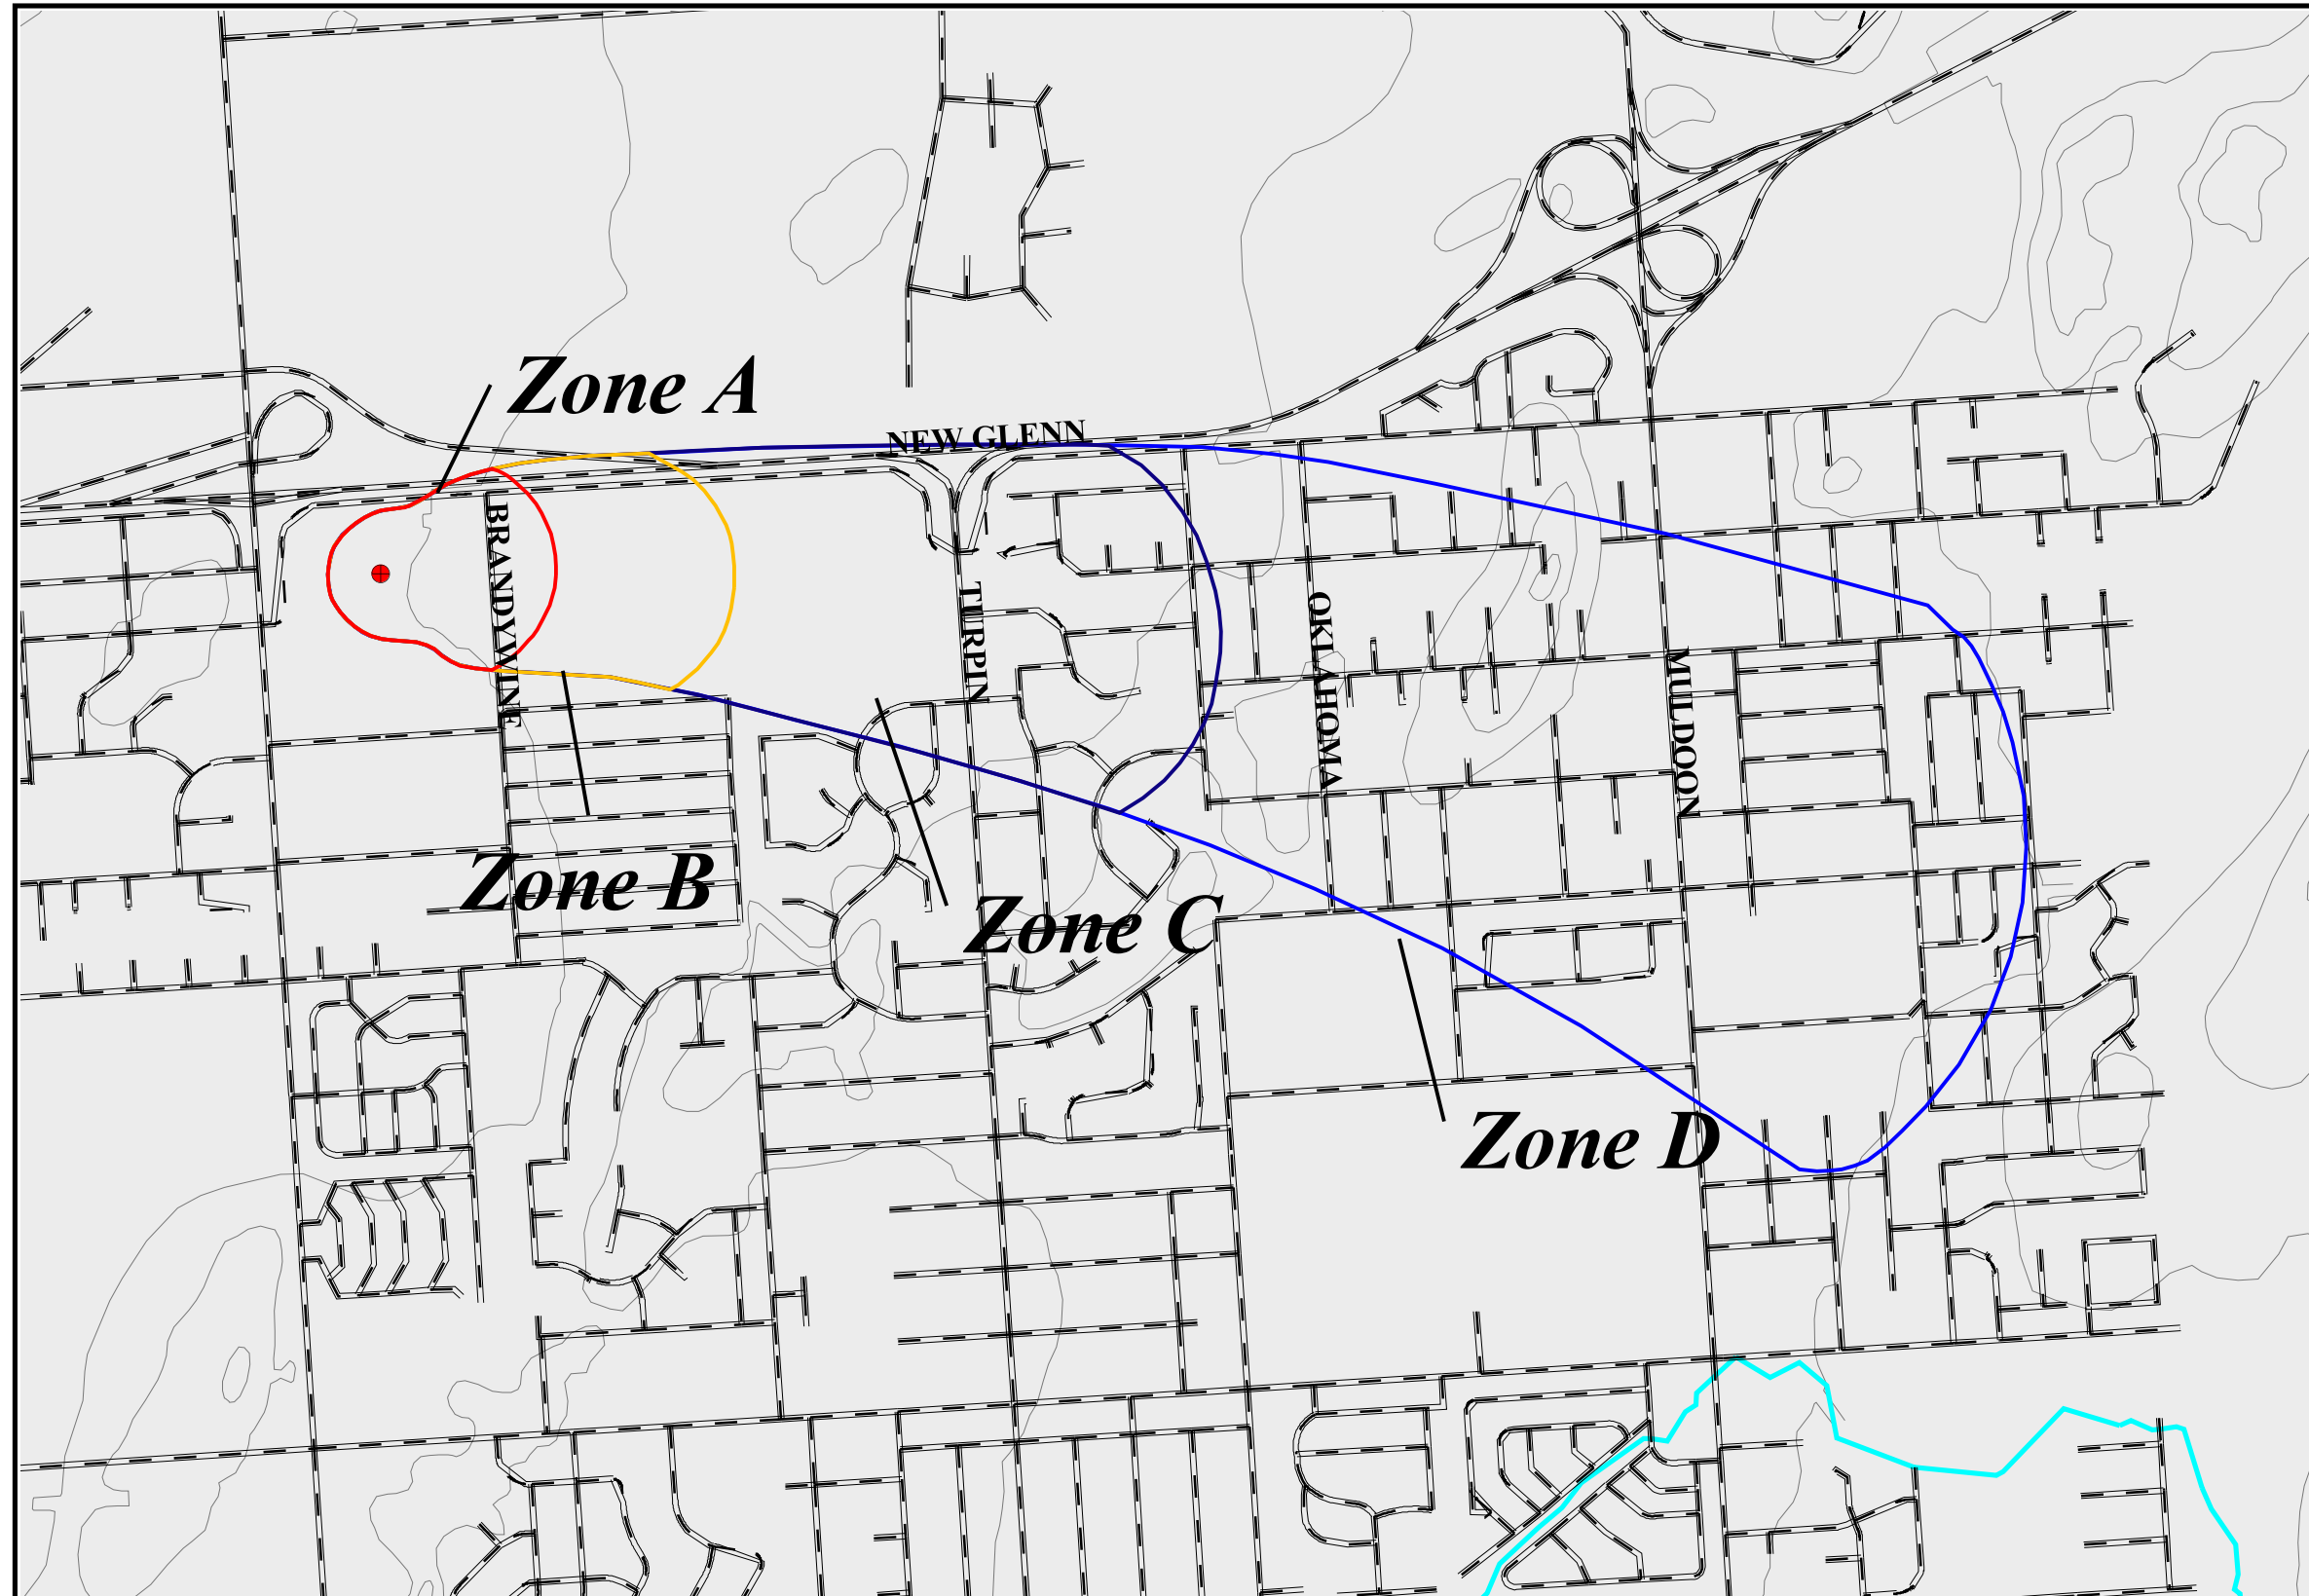 Zone A
NEW GLENN
BRANDYWINE
TURPIN
OKLAHOMA
MULDOON
Zone B
Zone C
Zone D